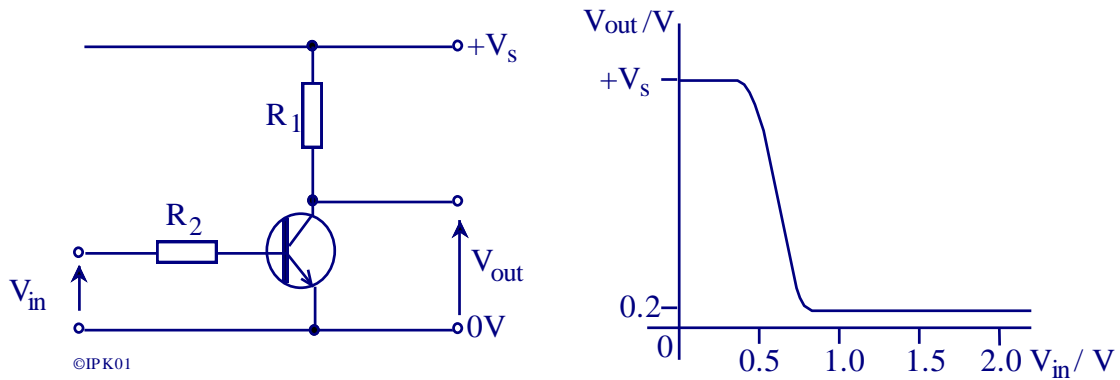 +Vs
R1
R2
Vin
Vout
0V
©IPK01
Vout /V
+Vs
0.2
0 0.5 1.0 1.5 2.0 Vin / V